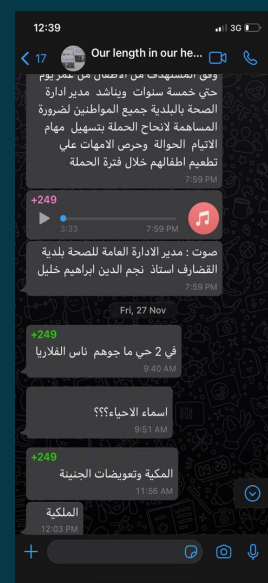 12:39
3G
17
Our length in our he...
وفق المستهدف من الاطفال من عمر يوم
حتي خمسة سنوات ويناشد مدير ادارة
الصحة بالبلدية جميع المواطنين لضرورة
المساهمة لانحاح الحملة بتسهيل مهام
الاتيام الحوالة وحرص الامهات علي
تطعيم اطفالهم خلال فترة الحملة
7:59 PM
+249
3:33
7:59 PM
صوت : مدير الادارة العامة للصحة بلدية
القضارف استاذ نجم الدين ابراهيم خليل
7:59 PM
Fri, 27 Nov
+249
في 2 حي ما جوهم ناس الفلاريا
9:40 AM
اسماء الاحياء؟؟؟
9:51 AM
+249
المكية وتعويضات الجنينة
11:56 AM
الملكية
12:03 PM